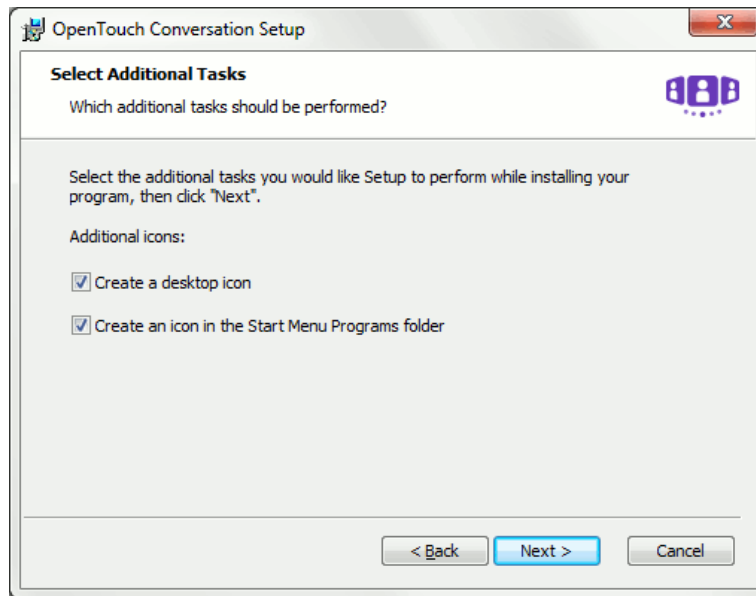 OpenTouch Conversation Setup
Select Additional Tasks
Which additional tasks should be performed?
Select the additional tasks you would like Setup to perform while installing your
program, then click "Next".
Additional icons:
Create a desktop icon
Create an icon in the Start Menu Programs folder
< Back Next > Cancel